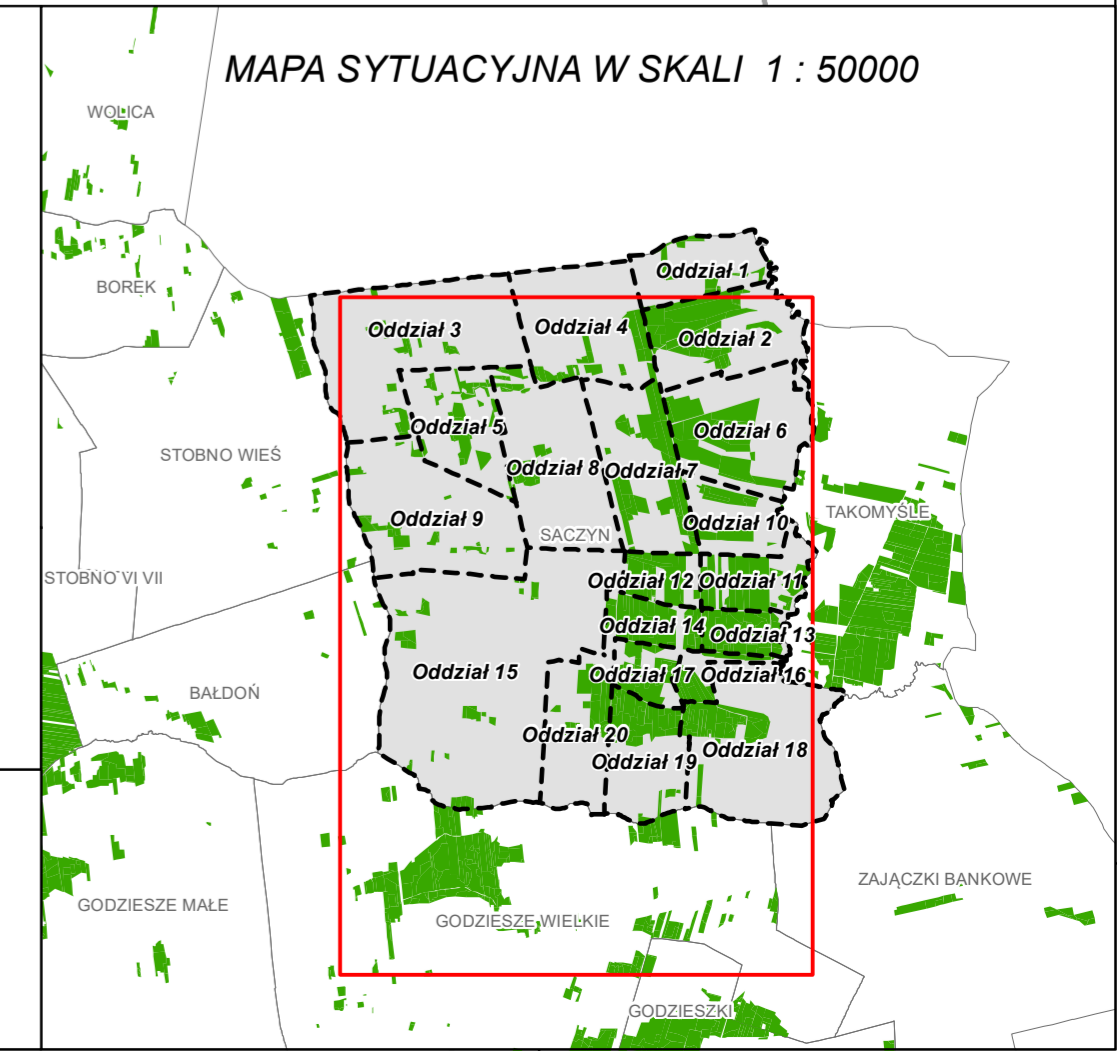 MAPA SYTUACYJNA W SKALI 1 : 50000
WOLICA
BOREK
Oddział 1
Oddział 3
Oddział 4
Oddział 2
Oddział 5
Oddział 6
STOBNO WIEŚ
Oddział 8
Oddział 7
Oddział 9
SACZYN
Oddział 10
TAKOMYŚLE
STOBNO VI VII
Oddział 12
Oddział 11
Oddział 14
Oddział 13
Oddział 15
Oddział 17
Oddział 16
BAŁDOŃ
Oddział 20
Oddział 19
Oddział 18
ZAJĄCZKI BANKOWE
GODZIESZE MAŁE
GODZIESZE WIELKIE
GODZIESZKI